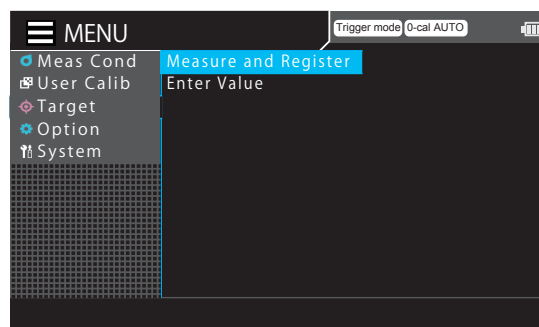 MENU
Trigger mode 0-cal AUTO
Meas Cond
Measure and Register
User Calib
Enter Value
Target
Option
System